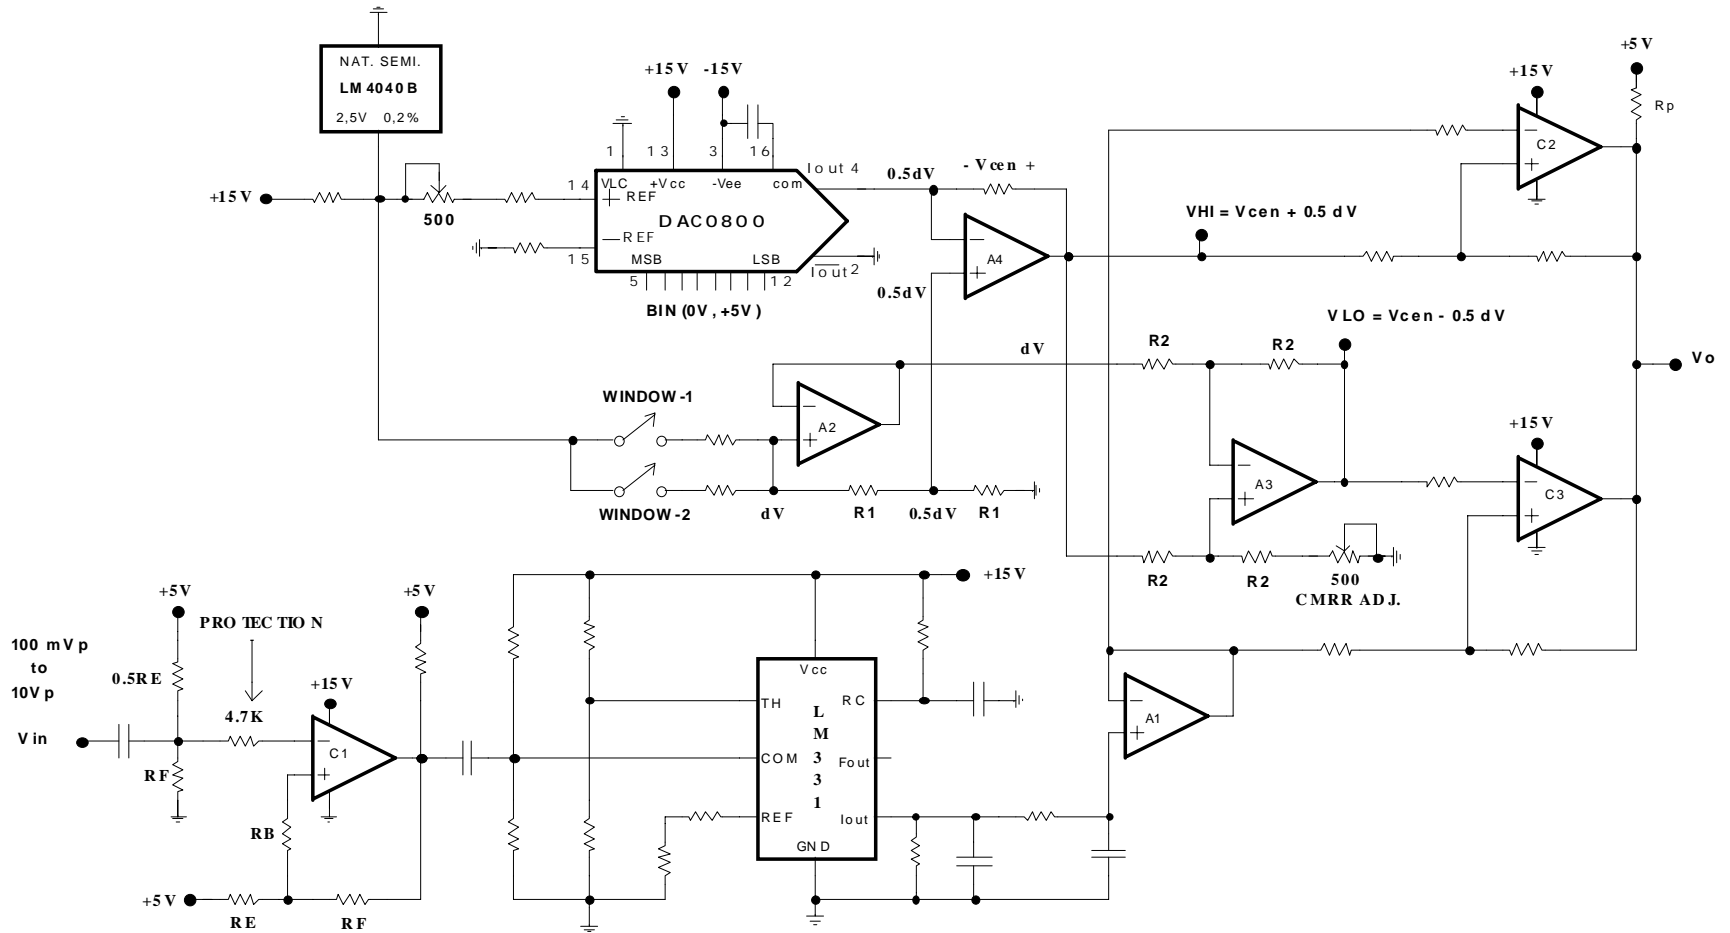 NAT. SEMI.
LM4040B
2,5V 0,2%
+15V
500
+15V
-15V
1
13
3
16
VLC
+Vcc
-Vee
com
14
+ REF
DAC0800
— REF
15
MSB
LSB
5
12
BIN (0V, +5V)
Iout 4
Iout 2
0.5dV
- Vcen +
A4
0.5dV
VHI = Vcen + 0.5 dV
+15V
C2
+5V
Rp
VLO = Vcen - 0.5 dV
Vo
dV
R2
R2
WINDOW-1
A2
WINDOW-2
dV
R1
0.5dV
R1
A3
+15V
C3
R2
R2
500
CMRR ADJ.
+5V
PROTECTION
100 mVp
to
10Vp
0.5RE
4.7K
+15V
+5V
Vin
C1
RF
RB
+5V
RE
RF
+15V
Vcc
TH
RC
LM331
COM
Fout
REF
Iout
GND
A1